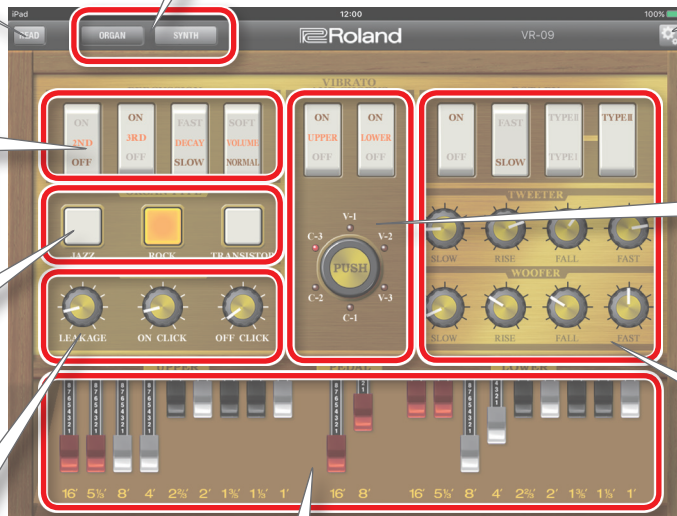 iPad 12:00 100%
READ ORGAN SYNTH Roland VR-09
VIBRATO
ON ON FAST SOFT ON ON ON FAST TYPEII TYPEII
2ND 3RD DECAY VOLUME UPPER LOWER
OFF OFF SLOW NORMAL OFF OFF OFF SLOW TYPEI
TWEETER
JAZZ ROCK TRANSISTOR
V-1
C-3 V-2
PUSH
C-2 V-3
C-1
SLOW RISE FALL FAST
WOOFER
LEAKAGE ON CLICK OFF CLICK
SLOW RISE FALL FAST
UPPER PEDAL LOWER
16' 5⅓' 8' 4' 2⅔' 2' 1⅗' 1⅓' 1' 16' 8' 16' 5⅓' 8' 4' 2⅔' 2' 1⅗' 1⅓' 1'